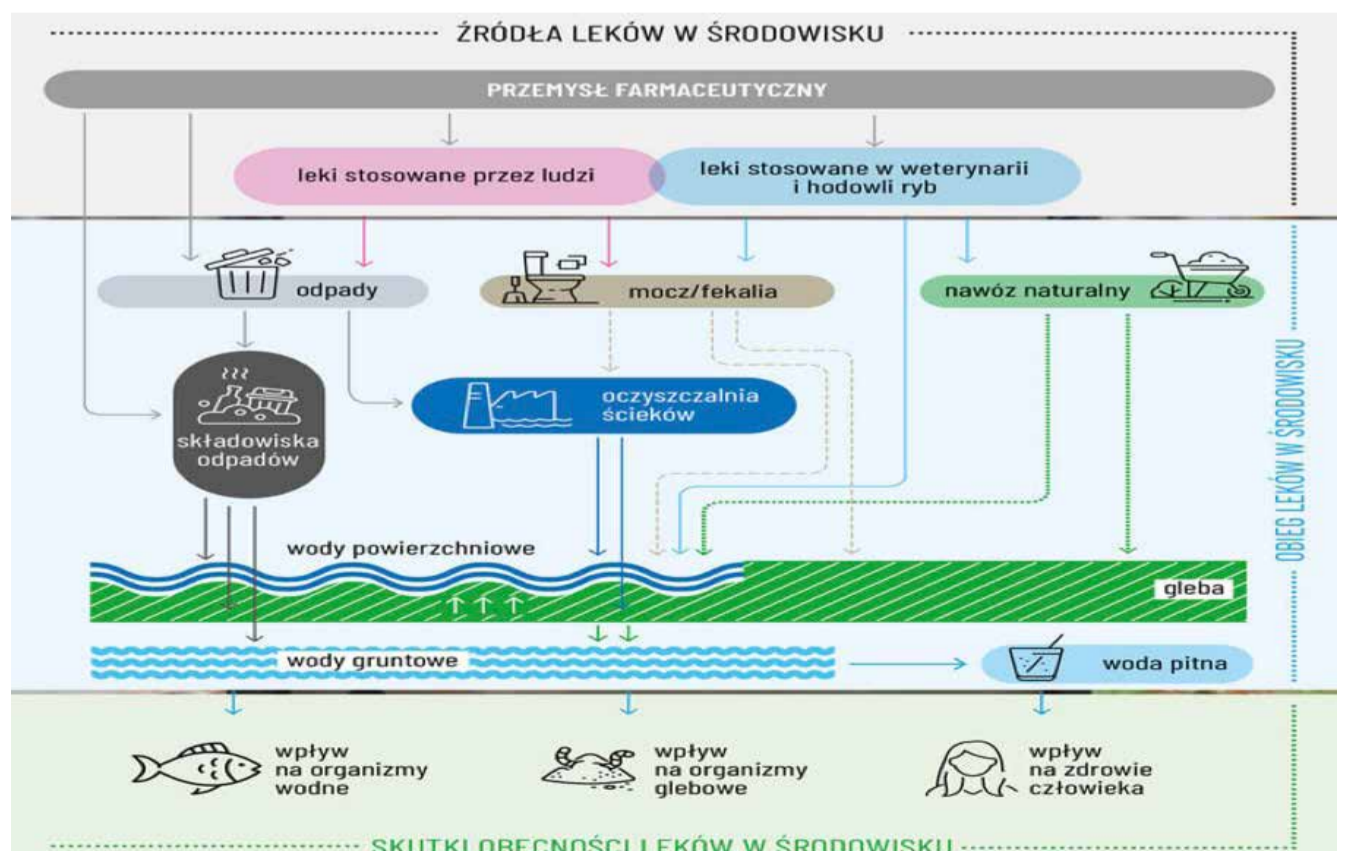 ŹRÓDŁA LEKÓW W ŚRODOWISKU
PRZEMYSŁ FARMACEUTYCZNY
leki stosowane przez ludzi
leki stosowane w weterynarii
i hodowli ryb
odpady
mocz/fekalia
nawóz naturalny
oczyszczalnia
ścieków
składowiska
odpadów
OBIEG LEKÓW W ŚRODOWISKU
wody powierzchniowe
gleba
wody gruntowe
woda pitna
wpływ
na organizmy
wodne
wpływ
na organizmy
glebowe
wpływ
na zdrowie
człowieka
SKUTKI OBECNOŚCI LEKÓW W ŚRODOWISKU